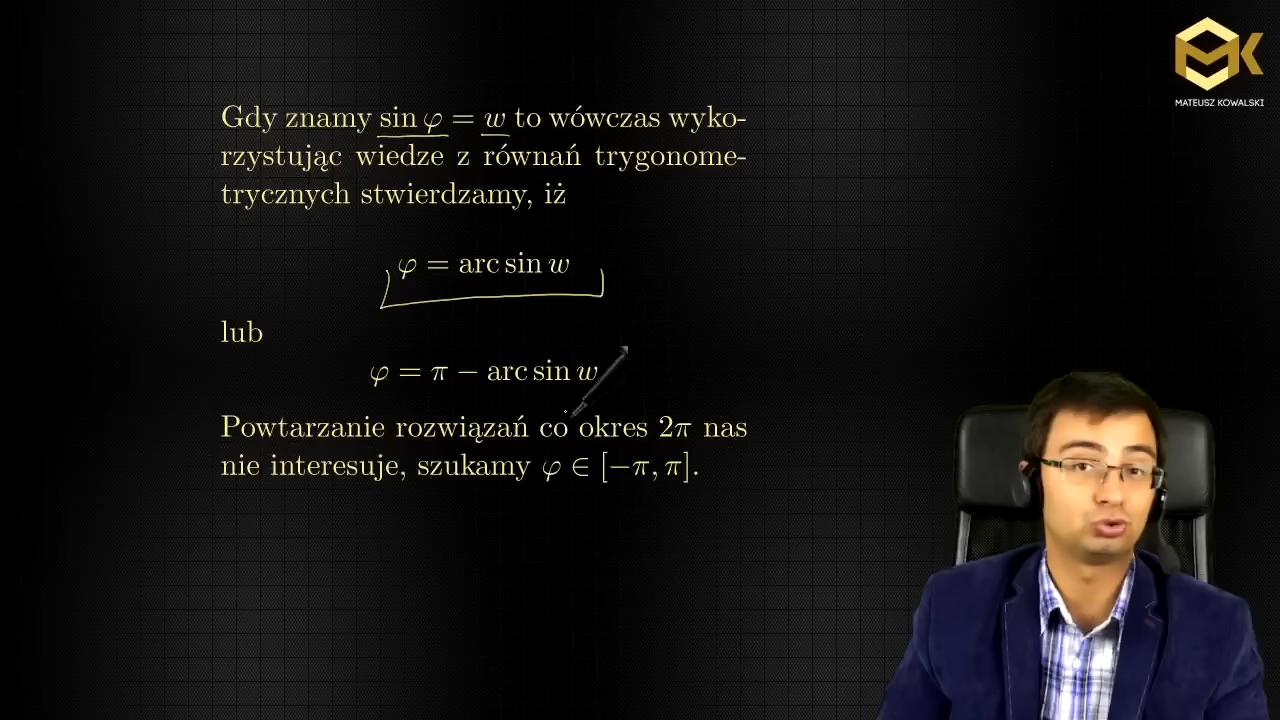 MK
MATEUSZ KOWALSKI
Gdy znamy sin φ = w to wówczas wyko-
rzystując wiedze z równań trygonome-
trycznych stwierdzamy, iż
φ = arc sin w
lub
φ = π − arc sin w
Powtarzanie rozwiązań co okres 2π nas
nie interesuje, szukamy φ ∈ [−π, π].